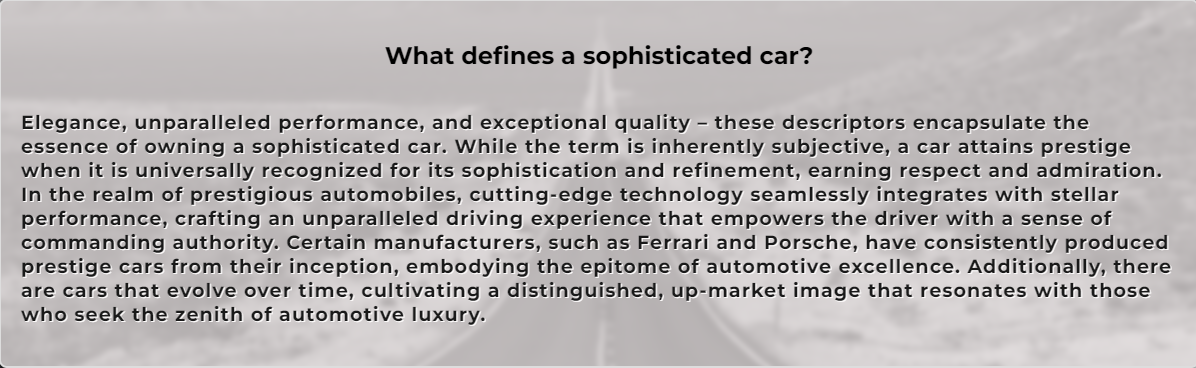 What defines a sophisticated car?
Elegance, unparalleled performance, and exceptional quality – these descriptors encapsulate the
essence of owning a sophisticated car. While the term is inherently subjective, a car attains prestige
when it is universally recognized for its sophistication and refinement, earning respect and admiration.
In the realm of prestigious automobiles, cutting-edge technology seamlessly integrates with stellar
performance, crafting an unparalleled driving experience that empowers the driver with a sense of
commanding authority. Certain manufacturers, such as Ferrari and Porsche, have consistently produced
prestige cars from their inception, embodying the epitome of automotive excellence. Additionally, there
are cars that evolve over time, cultivating a distinguished, up-market image that resonates with those
who seek the zenith of automotive luxury.